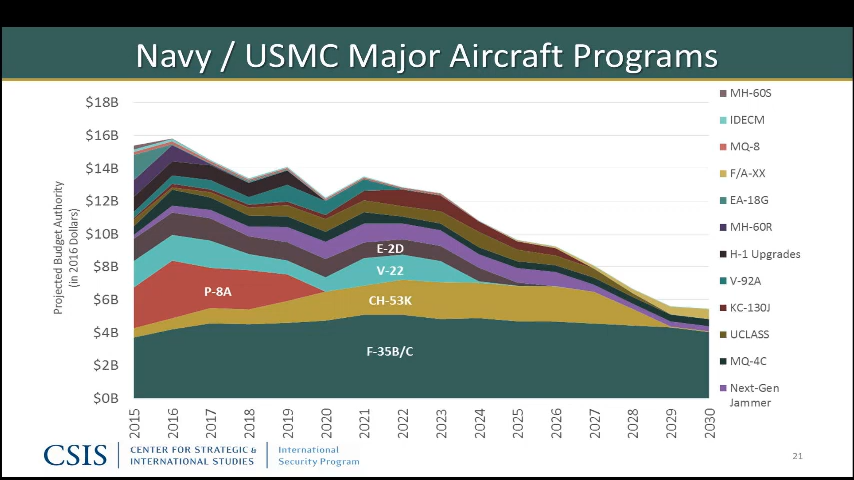 Navy / USMC Major Aircraft Programs
Projected Budget Authority
(in 2016 Dollars)
$18B
$16B
$14B
$12B
$10B
$8B
$6B
$4B
$2B
$0B
E-2D
V-22
P-8A
CH-53K
F-35B/C
2015
2016
2017
2018
2019
2020
2021
2022
2023
2024
2025
2026
2027
2028
2029
2030
MH-60S
IDECM
MQ-8
F/A-XX
EA-18G
MH-60R
H-1 Upgrades
V-92A
KC-130J
UCLASS
MQ-4C
Next-Gen
Jammer
CSIS
CENTER FOR STRATEGIC &
INTERNATIONAL STUDIES
International
Security Program
21